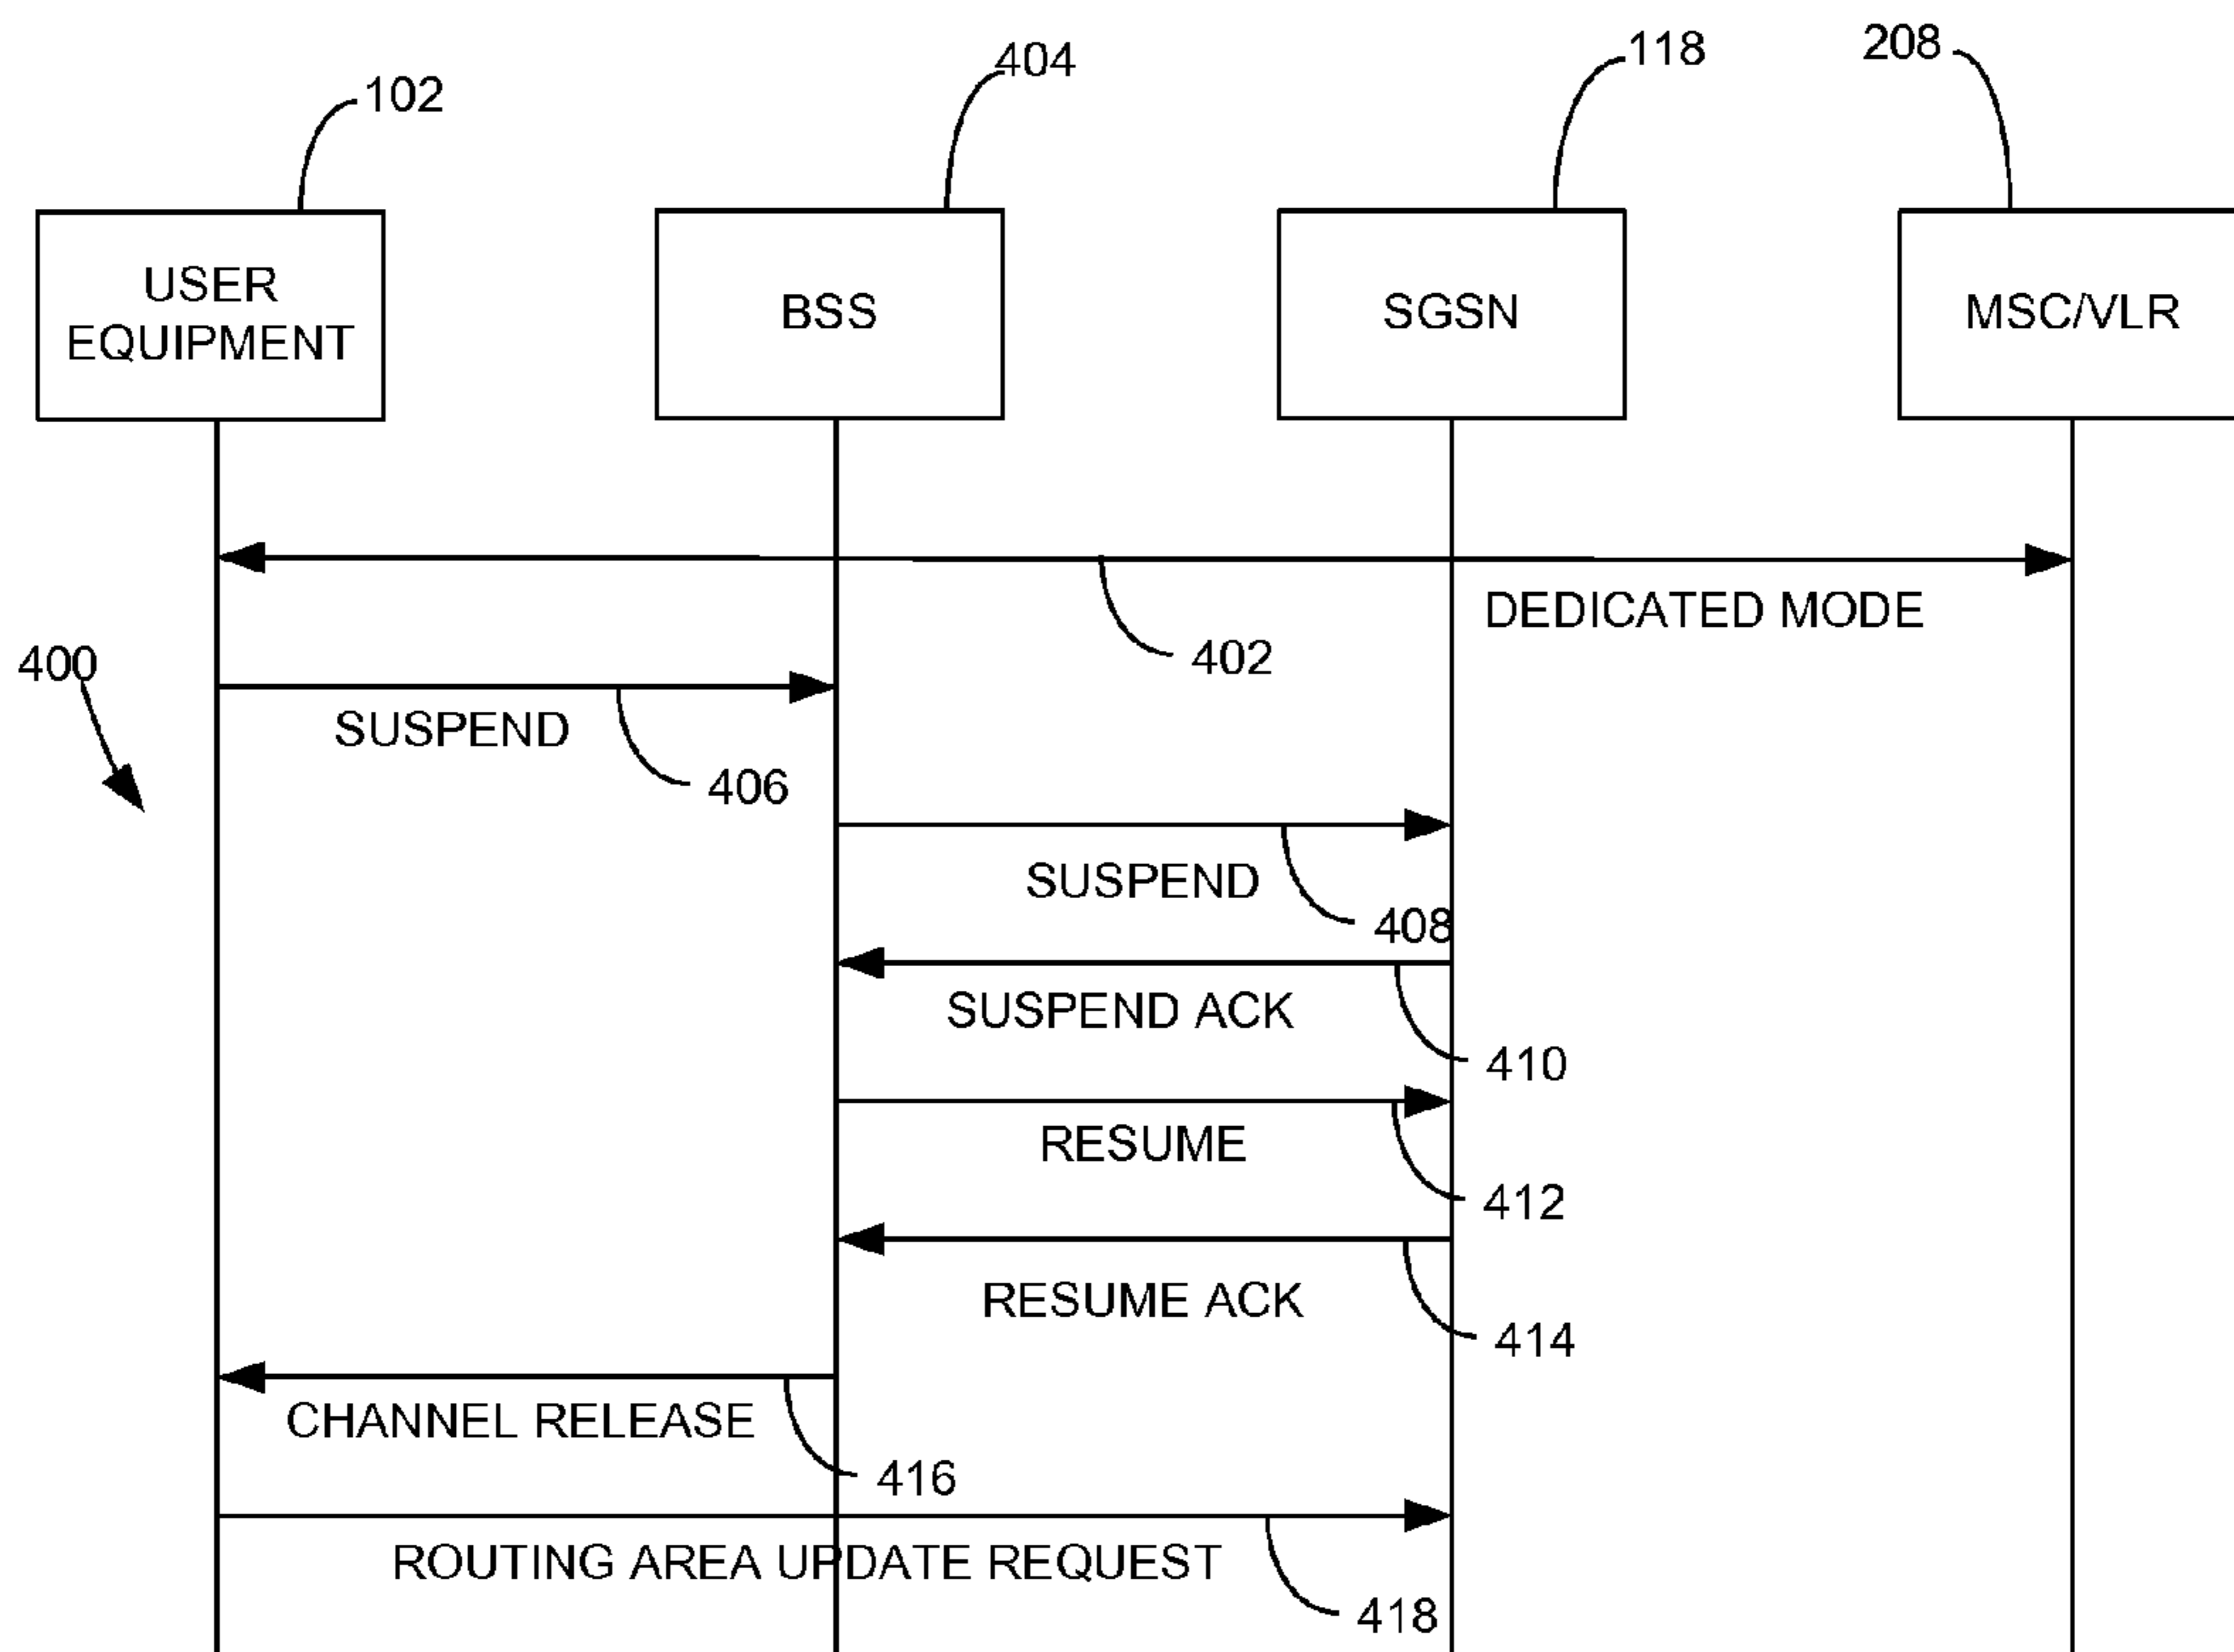 102
404
118
208
USER
EQUIPMENT
BSS
SGSN
MSC/VLR
DEDICATED MODE
402
400
SUSPEND
406
SUSPEND
408
SUSPEND ACK
410
RESUME
412
RESUME ACK
414
CHANNEL RELEASE
416
ROUTING AREA UPDATE REQUEST
418